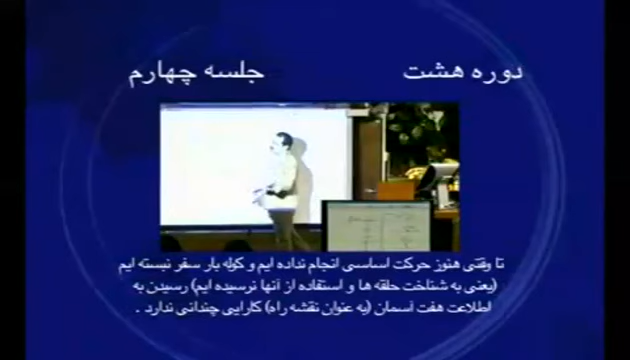 دوره هشت
جلسه چهارم
تا وقتی هنوز حرکت اساسی انجام نداده ایم و کوله بار سفر نبسته ایم
(یعنی به شناخت حلقه ها و استفاده از آنها نرسیده ایم) رسیدن به
اطلاعت هفت آسمان (به عنوان نقشه راه) کارایی چندانی ندارد .